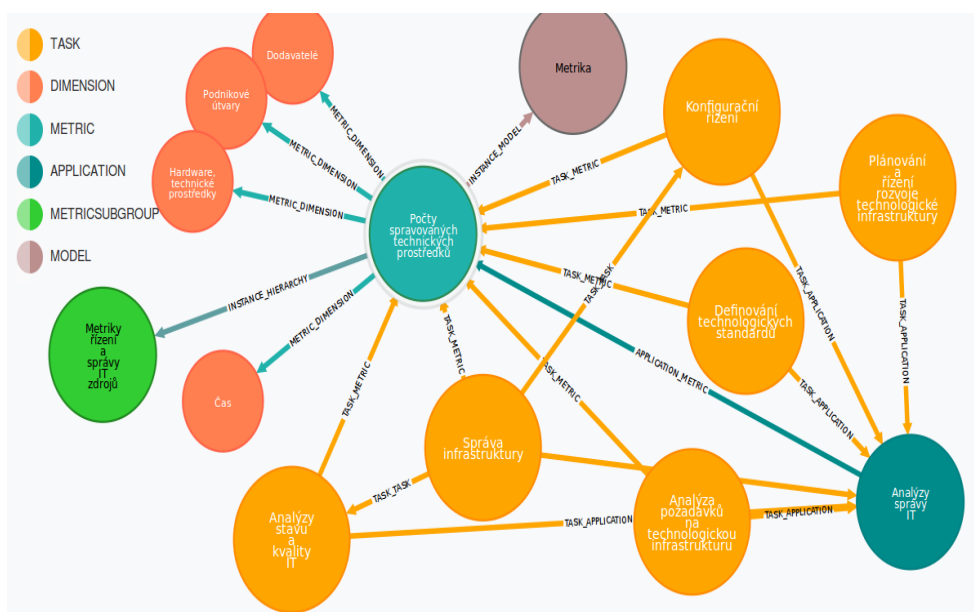 TASK
DIMENSION
METRIC
APPLICATION
METRICSUBGROUP
MODEL
Dodavatelé
Podnikové
útvary
Hardware,
technické
prostředky
Metrika
Konfigurační
řízení
Plánování
a
řízení
rozvoje
technologické
infrastruktury
Počty
spravovaných
technických
prostředků
Definování
technologických
standardů
Metriky
řízení
a
správy
IT
zdrojů
Čas
Správa
infrastruktury
Analýzy
stavu
a
kvality
IT
Analýza
požadavků
na
technologickou
infrastrukturu
Analýzy
správy
IT
METRIC_DIMENSION
METRIC_DIMENSION
METRIC_DIMENSION
METRIC_DIMENSION
INSTANCE_MODEL
INSTANCE_HIERARCHY
TASK_METRIC
TASK_METRIC
TASK_METRIC
TASK_METRIC
TASK_METRIC
TASK_METRIC
TASK_TASK
TASK_TASK
APPLICATION_METRIC
TASK_APPLICATION
TASK_APPLICATION
TASK_APPLICATION
TASK_APPLICATION
TASK_APPLICATION